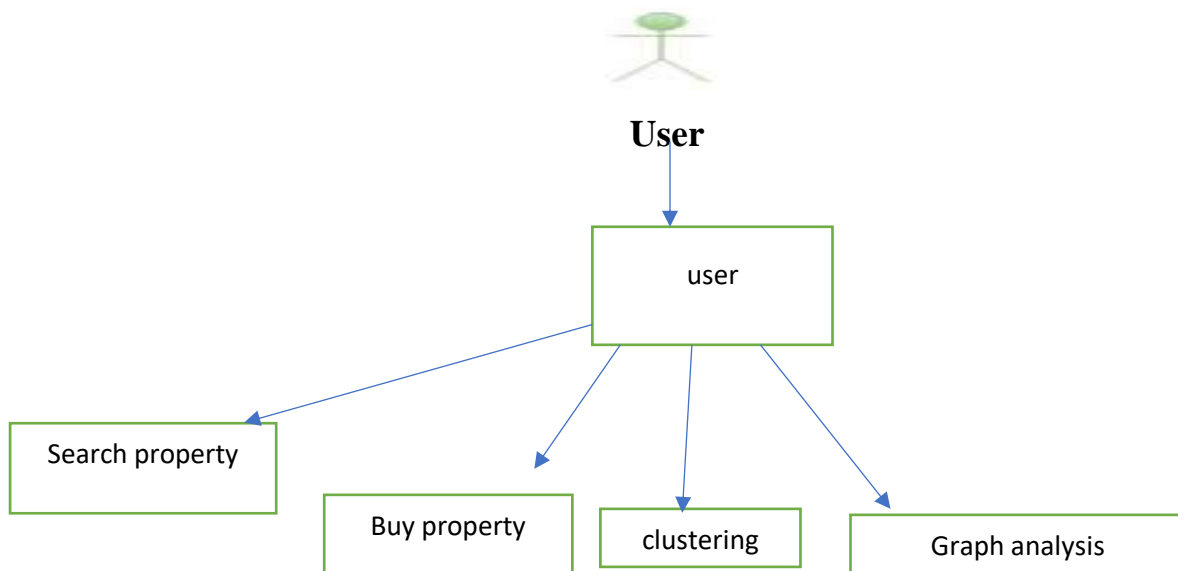 User
user
Search property
Buy property
clustering
Graph analysis